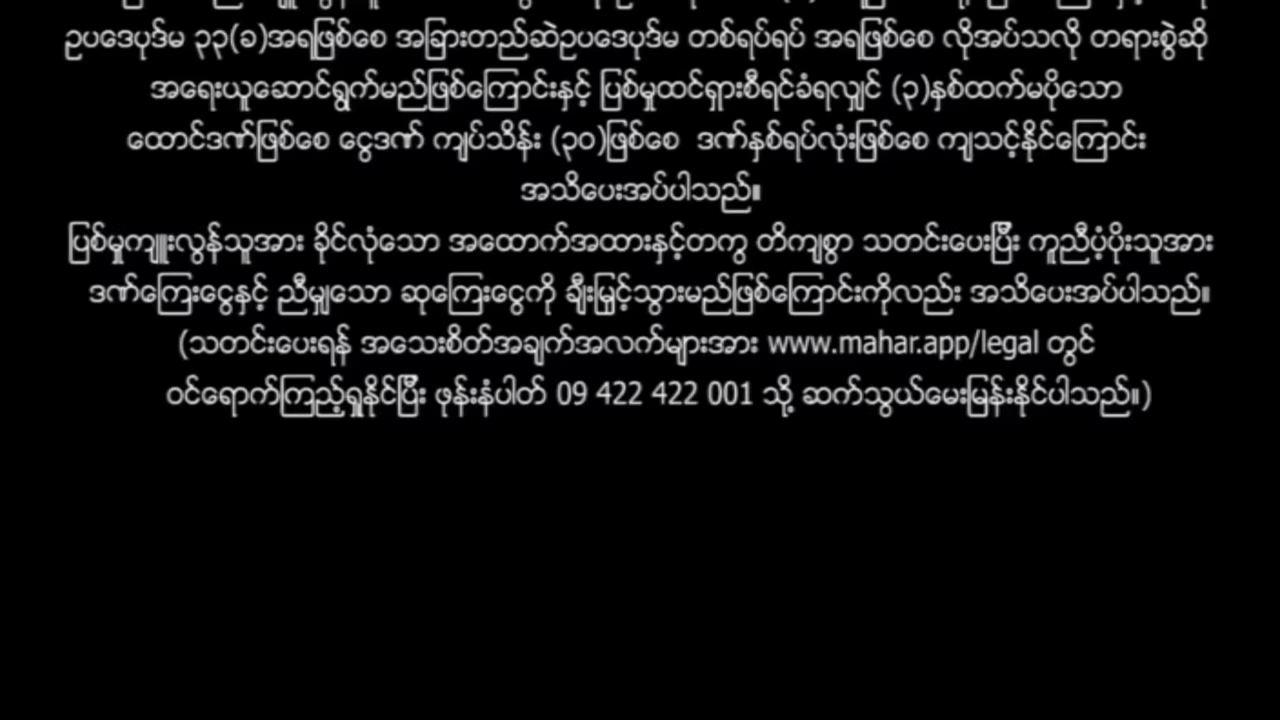 ဥပဒေပုဒ်မ ၃၃(ခ)အရဖြစ်စေ အခြားတည်ဆဲဥပဒေပုဒ်မ တစ်ရပ်ရပ် အရဖြစ်စေ လိုအပ်သလို တရားစွဲဆို
အရေးယူဆောင်ရွက်မည်ဖြစ်ကြောင်းနှင့် ပြစ်မှုထင်ရှားစီရင်ခံရလျှင် (၃)နှစ်ထက်မပိုသော
ထောင်ဒဏ်ဖြစ်စေ ငွေဒဏ် ကျပ်သိန်း (၃၀)ဖြစ်စေ ဒဏ်နှစ်ရပ်လုံးဖြစ်စေ ကျသင့်နိုင်ကြောင်း
အသိပေးအပ်ပါသည်။
ပြစ်မှုကျူးလွန်သူအား ခိုင်လုံသော အထောက်အထားနှင့်တကွ တိကျစွာ သတင်းပေးပြီး ကူညီပံ့ပိုးသူအား
ဒဏ်ကြေးငွေနှင့် ညီမျှသော ဆုကြေးငွေကို ချီးမြှင့်သွားမည်ဖြစ်ကြောင်းကိုလည်း အသိပေးအပ်ပါသည်။
(သတင်းပေးရန် အသေးစိတ်အချက်အလက်များအား www.mahar.app/legal တွင်
ဝင်ရောက်ကြည့်ရှုနိုင်ပြီး ဖုန်းနံပါတ် 09 422 422 001 သို့ ဆက်သွယ်မေးမြန်းနိုင်ပါသည်။)